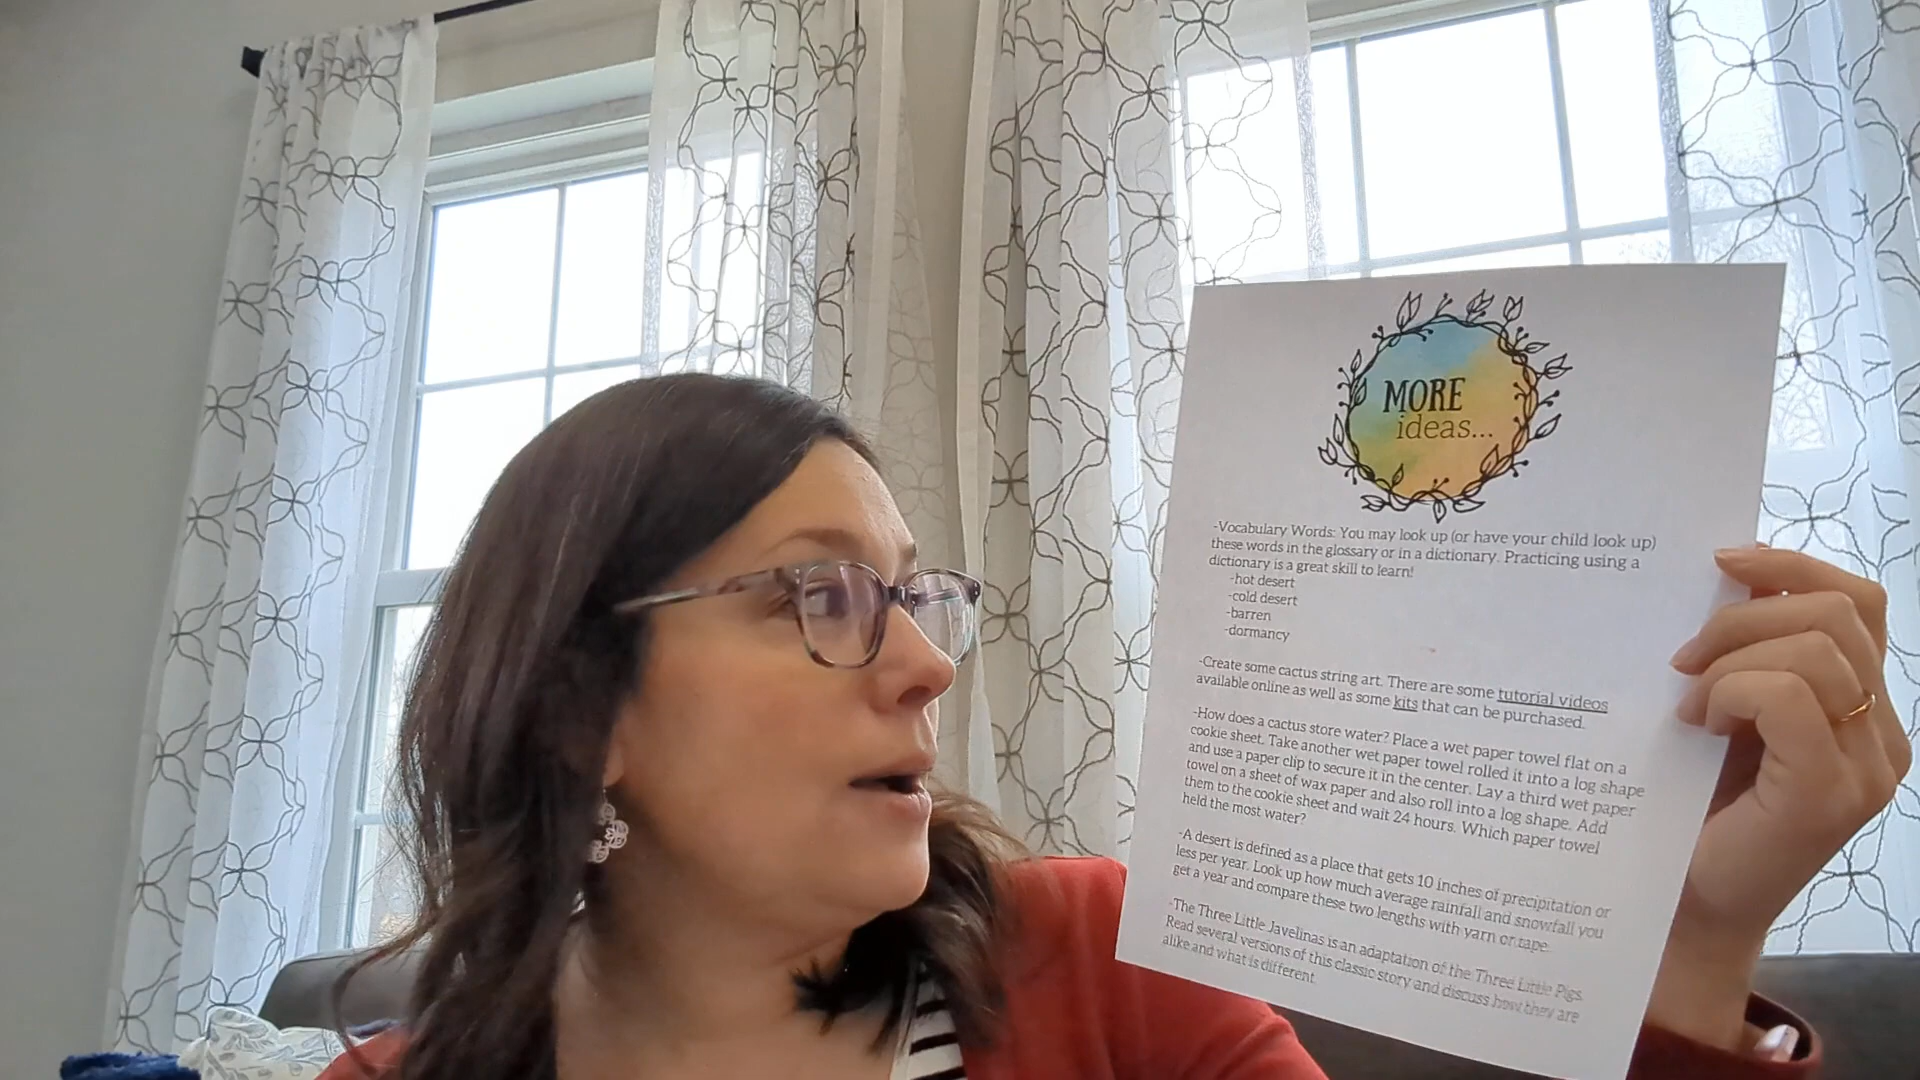 MORE
ideas...
-Vocabulary Words: You may look up (or have your child look up)
these words in the glossary or in a dictionary. Practicing using a
dictionary is a great skill to learn!
-hot desert
-cold desert
-barren
-dormancy
-Create some cactus string art. There are some tutorial videos
available online as well as some kits that can be purchased.
-How does a cactus store water? Place a wet paper towel flat on a
cookie sheet. Take another wet paper towel rolled it into a log shape
and use a paper clip to secure it in the center. Lay a third wet paper
towel on a sheet of wax paper and also roll into a log shape. Add
them to the cookie sheet and wait 24 hours. Which paper towel
held the most water?
-A desert is defined as a place that gets 10 inches of precipitation or
less per year. Look up how much average rainfall and snowfall you
get a year and compare these two lengths with yarn or tape.
-The Three Little Javelinas is an adaptation of the Three Little Pigs.
Read several versions of this classic story and discuss how they are
alike and what is different.